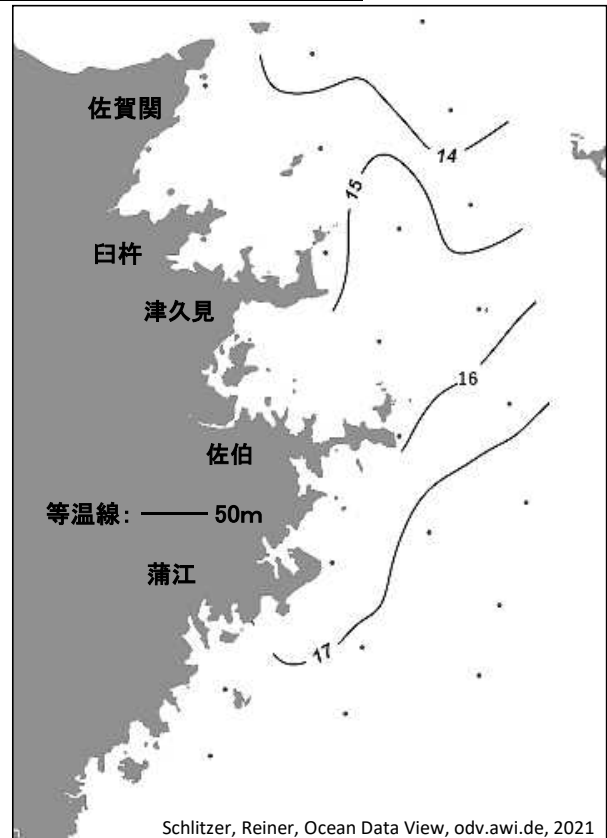 佐賀関
14
15
臼杵
津久見
16
佐伯
等温線: 50m
蒲江
17
Schlitzer, Reiner, Ocean Data View, odv.awi.de, 2021